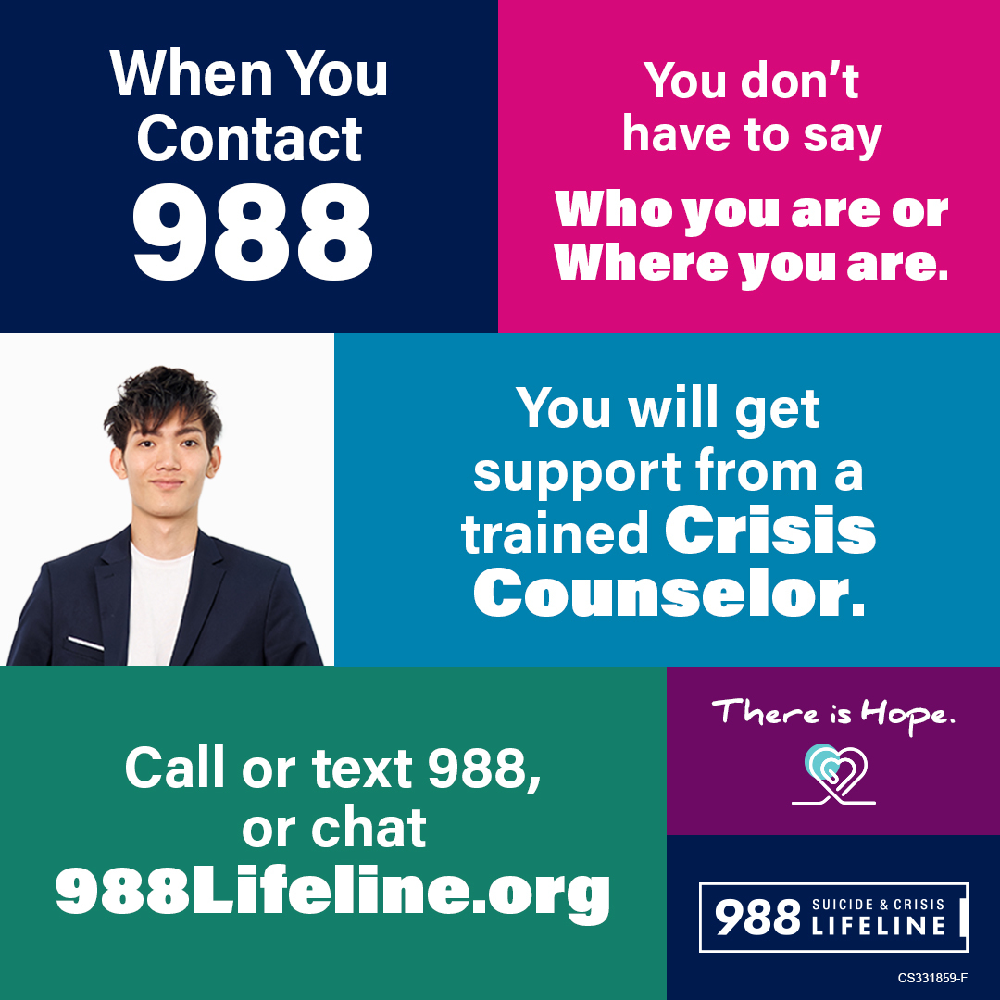 When You
Contact
988
You don’t
have to say
Who you are or
Where you are.
You will get
support from a
trained Crisis
Counselor.
Call or text 988,
or chat
988Lifeline.org
There is Hope.
988 SUICIDE & CRISIS
LIFELINE
CS331859-F